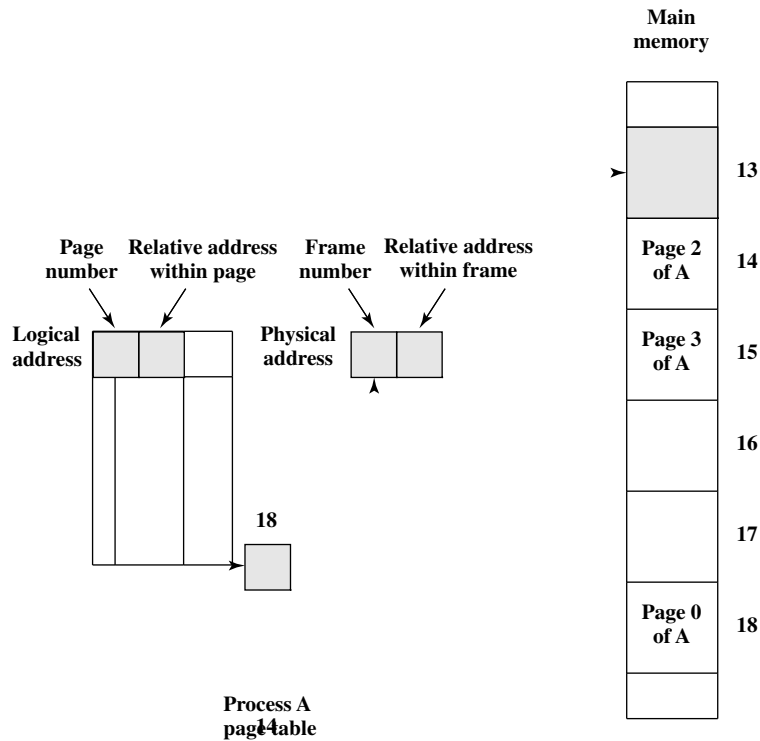 Main
memory
13
Page
number
Relative address
within page
Frame
number
Relative address
within frame
Page 2
of A
14
Logical
address
Physical
address
Page 3
of A
15
16
18
17
Page 0
of A
18
Process A
page table
14